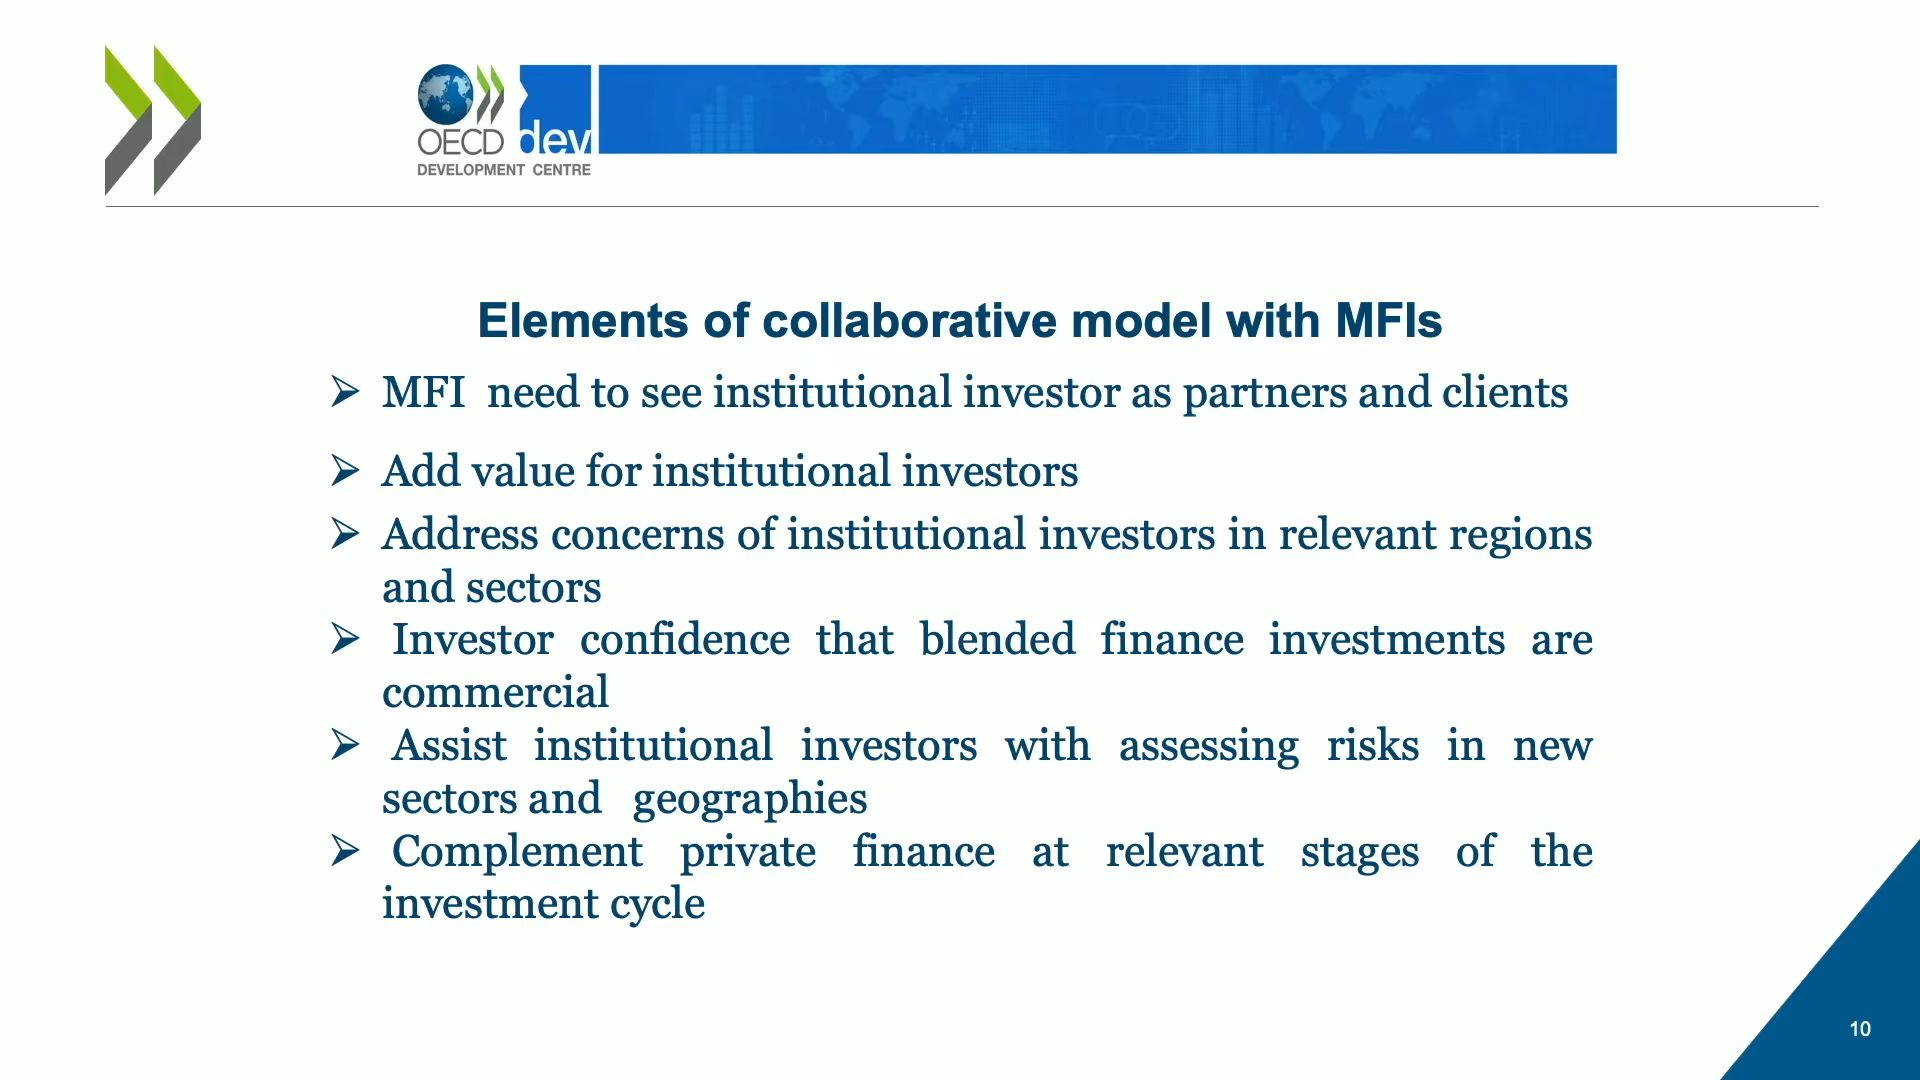 OECD dev
DEVELOPMENT CENTRE
Elements of collaborative model with MFIs
MFI need to see institutional investor as partners and clients
Add value for institutional investors
Address concerns of institutional investors in relevant regions
and sectors
Investor confidence that blended finance investments are
commercial
Assist institutional investors with assessing risks in new
sectors and geographies
Complement private finance at relevant stages of the
investment cycle
10